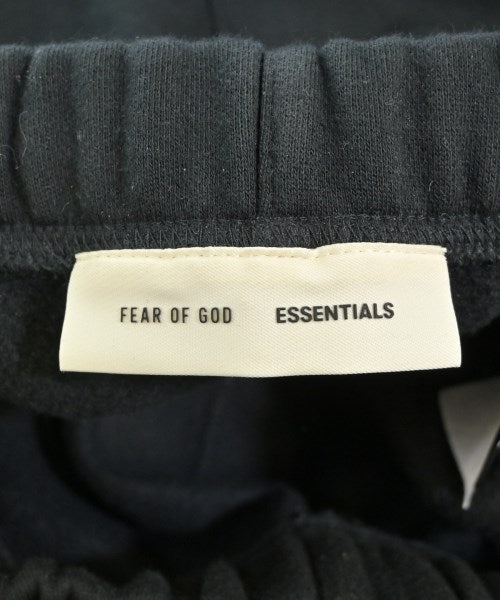 FEAR OF GOD ESSENTIALS